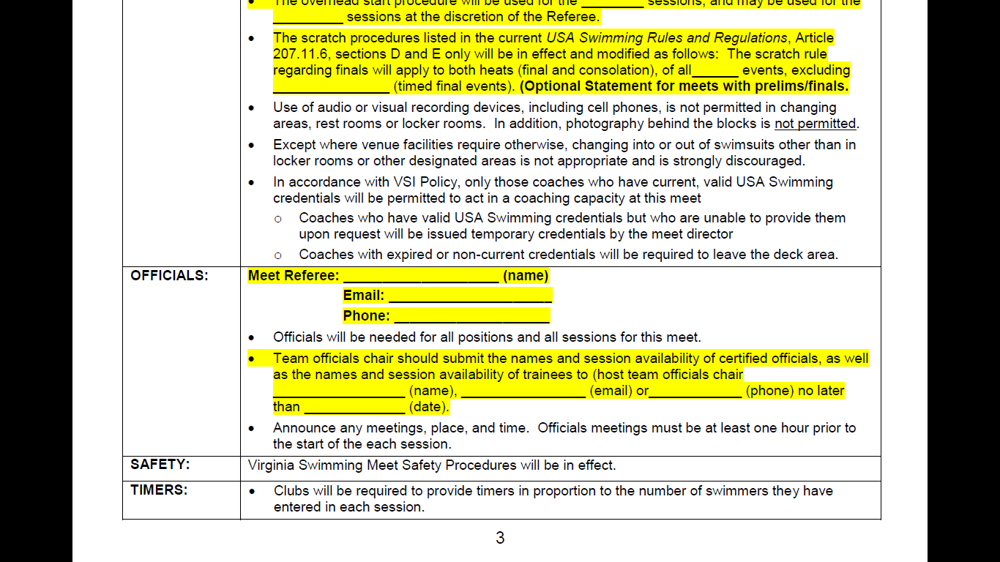 The overhead start procedure will be used for the ________ sessions, and may be used for the
_________ sessions at the discretion of the Referee.
• The scratch procedures listed in the current USA Swimming Rules and Regulations, Article
207.11.6, sections D and E only will be in effect and modified as follows:  The scratch rule
regarding finals will apply to both heats (final and consolation), of all______ events, excluding
_______________ (timed final events). (Optional Statement for meets with prelims/finals.
• Use of audio or visual recording devices, including cell phones, is not permitted in changing
areas, rest rooms or locker rooms.  In addition, photography behind the blocks is not permitted.
• Except where venue facilities require otherwise, changing into or out of swimsuits other than in
locker rooms or other designated areas is not appropriate and is strongly discouraged.
• In accordance with VSI Policy, only those coaches who have current, valid USA Swimming
credentials will be permitted to act in a coaching capacity at this meet
o Coaches who have valid USA Swimming credentials but who are unable to provide them
upon request will be issued temporary credentials by the meet director
o Coaches with expired or non-current credentials will be required to leave the deck area.
OFFICIALS:
Meet Referee: ____________________ (name)
Email: _____________________
Phone: ____________________
• Officials will be needed for all positions and all sessions for this meet.
• Team officials chair should submit the names and session availability of certified officials, as well
as the names and session availability of trainees to (host team officials chair
_________________ (name), ________________ (email) or____________ (phone) no later
than _____________ (date).
• Announce any meetings, place, and time.  Officials meetings must be at least one hour prior to
the start of the each session.
SAFETY:
Virginia Swimming Meet Safety Procedures will be in effect.
TIMERS:
• Clubs will be required to provide timers in proportion to the number of swimmers they have
entered in each session.
3